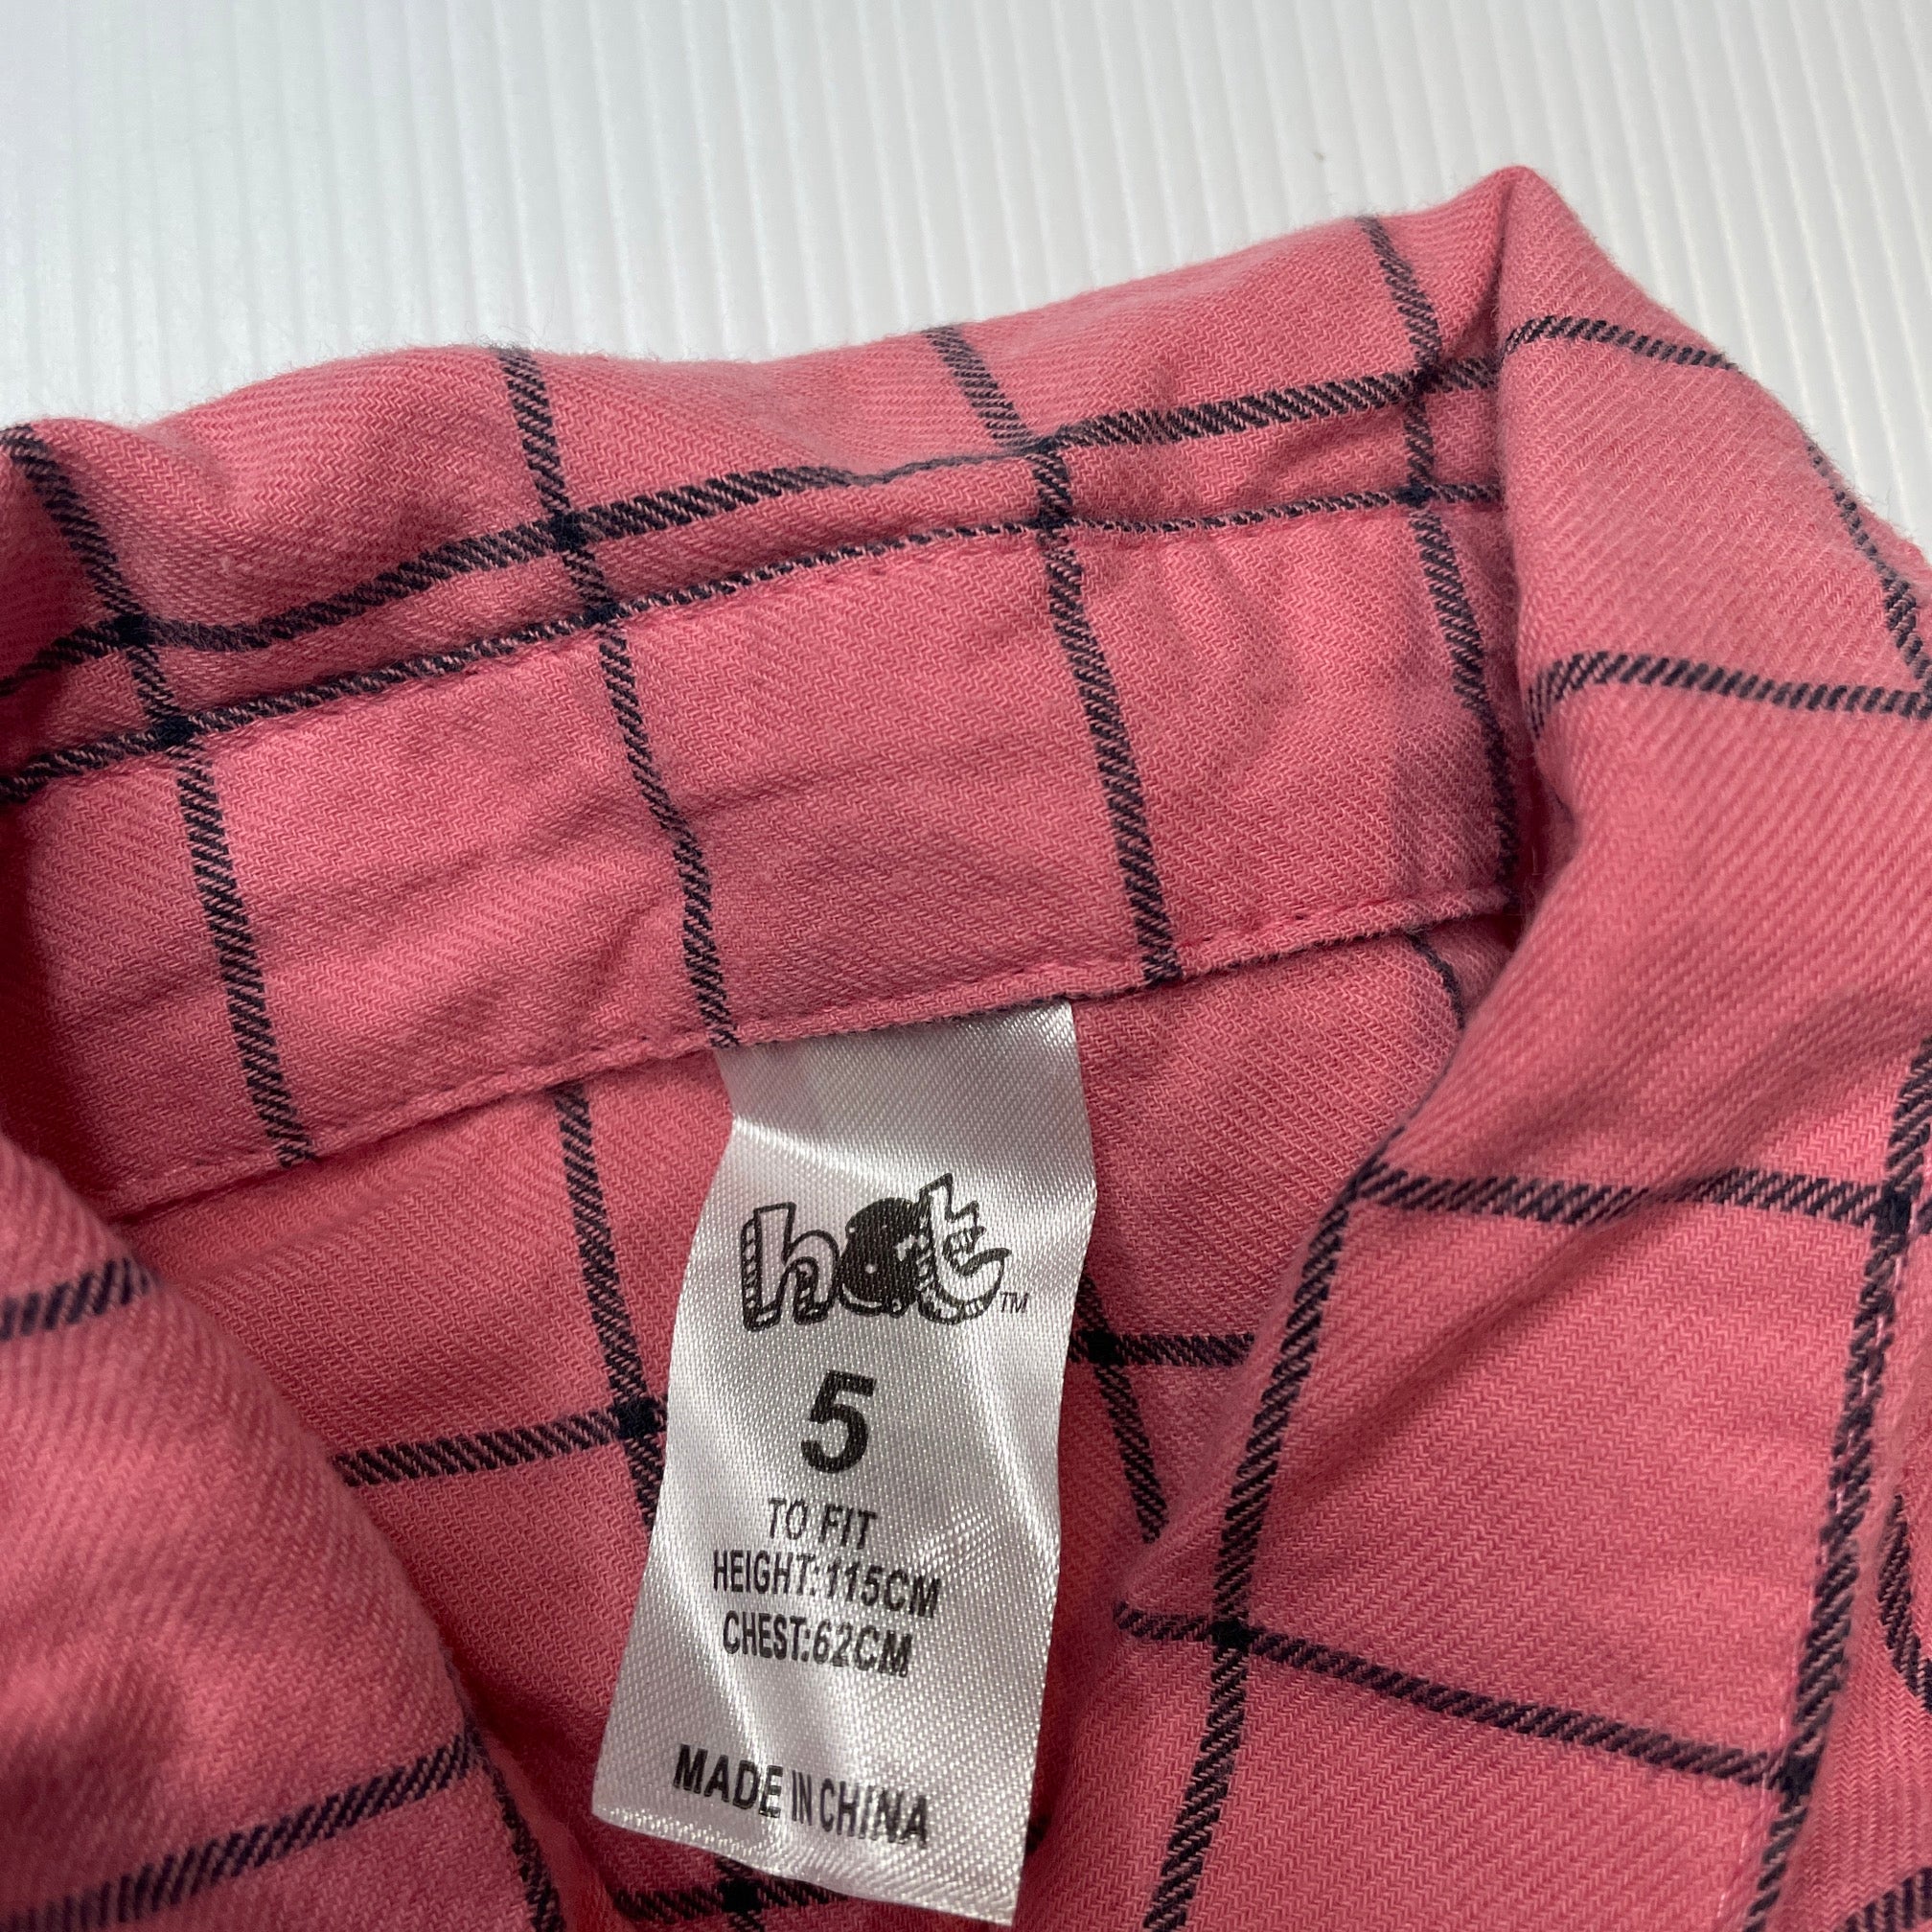 hot™
5
TO FIT
HEIGHT:115CM
CHEST:62CM
MADE IN CHINA